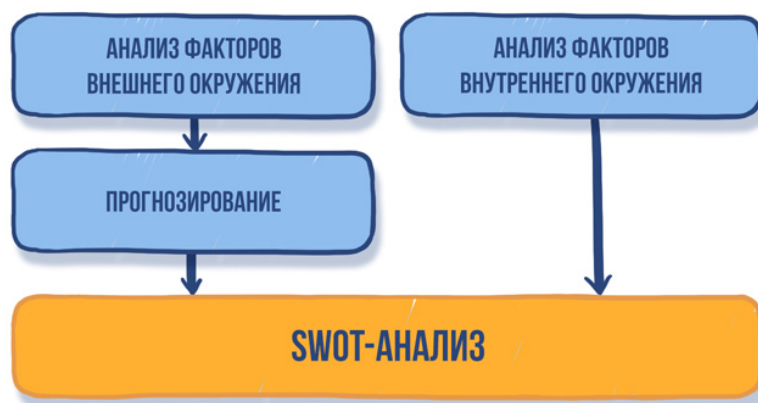 АНАЛИЗ ФАКТОРОВ
ВНЕШНЕГО ОКРУЖЕНИЯ
АНАЛИЗ ФАКТОРОВ
ВНУТРЕННЕГО ОКРУЖЕНИЯ
ПРОГНОЗИРОВАНИЕ
SWOT-АНАЛИЗ